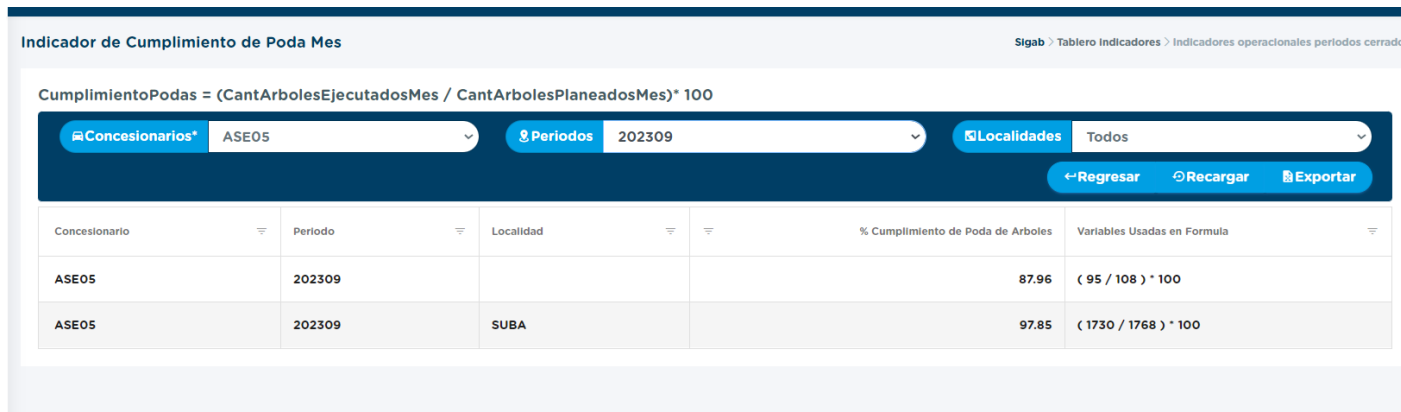 Indicador de Cumplimiento de Poda Mes
Sigab > Tablero Indicadores > Indicadores operacionales periodos cerrado
CumplimientoPodas = (CantArbolesEjecutadosMes / CantArbolesPlaneadosMes)* 100
Concesionarios* ASE05 Periodos 202309 Localidades Todos
Regresar Recargar Exportar
Concesionario Periodo Localidad % Cumplimiento de Poda de Arboles Variables Usadas en Formula
ASE05 202309 87.96 ( 95 / 108 ) * 100
ASE05 202309 SUBA 97.85 ( 1730 / 1768 ) * 100